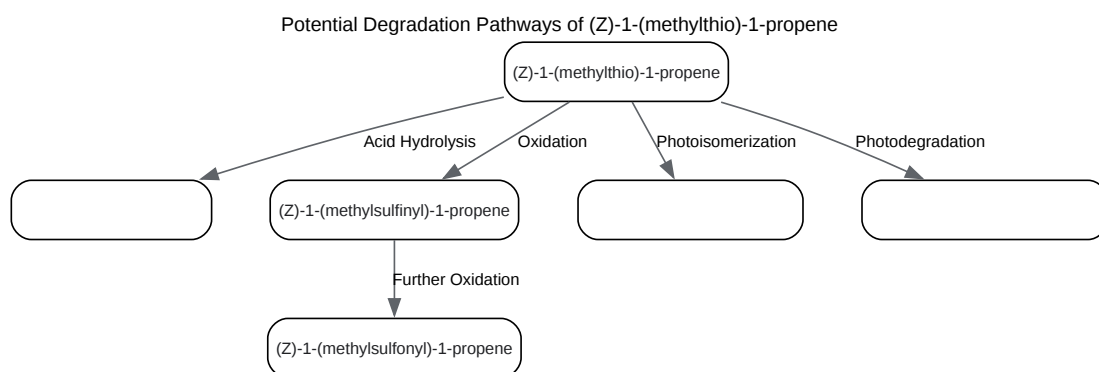 Potential Degradation Pathways of (Z)-1-(methylthio)-1-propene
(Z)-1-(methylthio)-1-propene
Acid Hydrolysis
Oxidation
Photoisomerization
Photodegradation
(Z)-1-(methylsulfinyl)-1-propene
Further Oxidation
(Z)-1-(methylsulfonyl)-1-propene